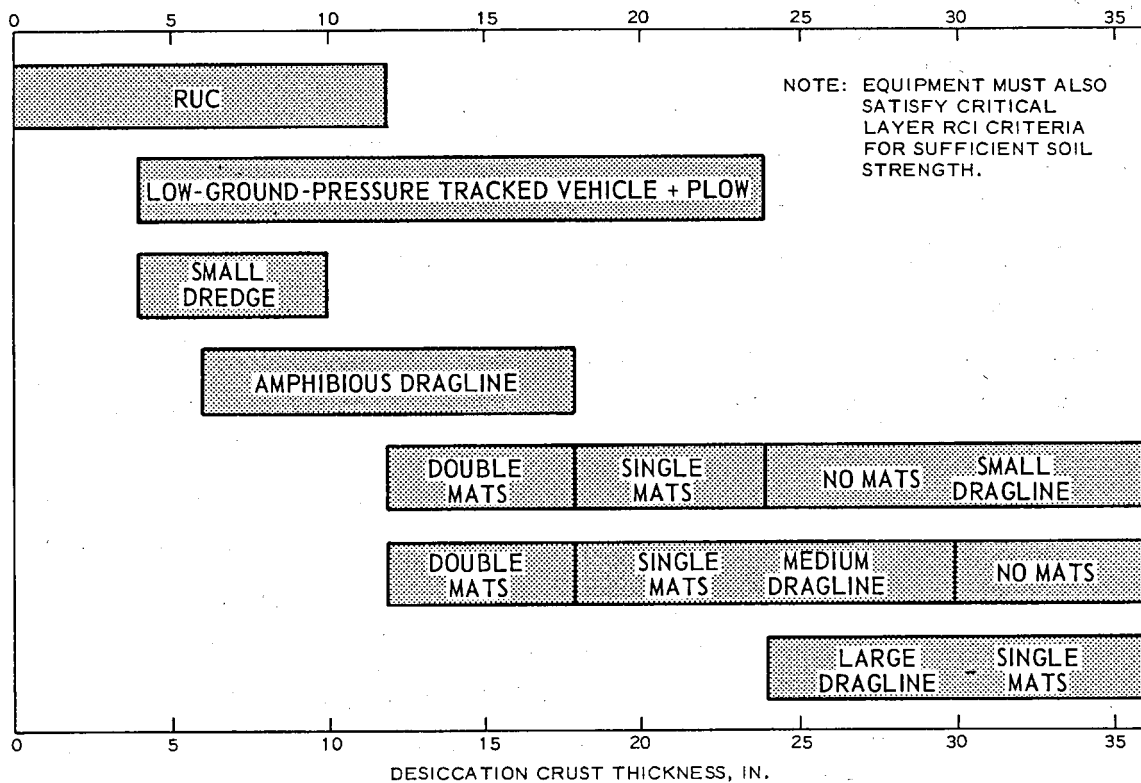 0 5 10 15 20 25 30 35
RUC
NOTE: EQUIPMENT MUST ALSO
SATISFY CRITICAL
LAYER RCI CRITERIA
FOR SUFFICIENT SOIL
STRENGTH.
LOW-GROUND-PRESSURE TRACKED VEHICLE + PLOW
SMALL
DREDGE
AMPHIBIOUS DRAGLINE
DOUBLE
MATS
SINGLE
MATS
NO MATS
SMALL
DRAGLINE
DOUBLE
MATS
SINGLE
MATS
MEDIUM
DRAGLINE
NO MATS
LARGE
DRAGLINE
- SINGLE
MATS
0 5 10 15 20 25 30 35
DESICCATION CRUST THICKNESS, IN.